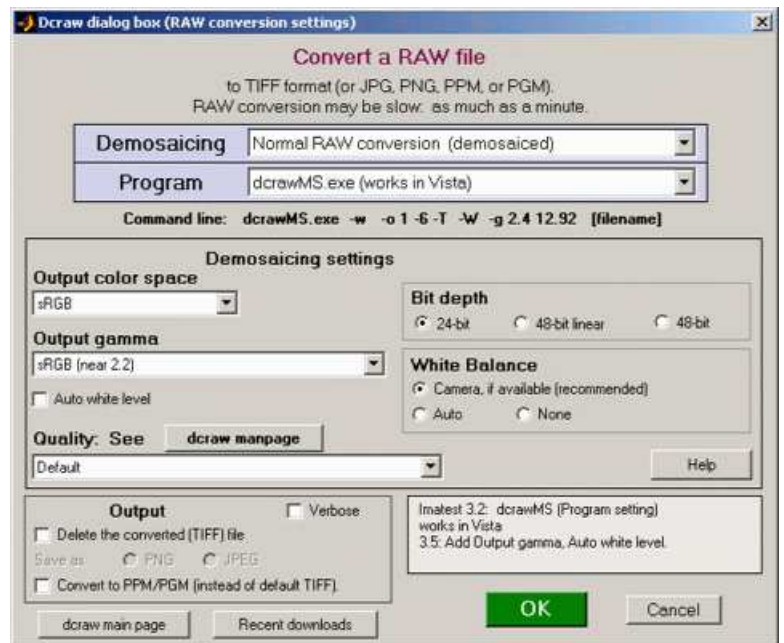 Dcraw dialog box (RAW conversion settings)
Convert a RAW file
to TIFF format (or JPG, PNG, PPM, or PGM).
RAW conversion may be slow: as much as a minute.
Demosaicing
Normal RAW conversion (demosaiced)
Program
dcrawMS.exe (works in Vista)
Command line: dcrawMS.exe -w -o 1 -6 -T -W -g 2.4 12.92 [filename]
Demosaicing settings
Output color space
sRGB
Output gamma
sRGB (near 2.2)
Auto white level
Quality: See dcraw manpage
Default
Bit depth
24-bit 48-bit linear 48-bit
White Balance
Camera, if available (recommended)
Auto None
Help
Output Verbose
Delete the converted (TIFF) file
Save as PNG JPEG
Convert to PPM/PGM (instead of default TIFF).
Imatest 3.2: dcrawMS (Program setting)
works in Vista
3.5: Add Output gamma, Auto white level.
dcraw main page Recent downloads
OK Cancel